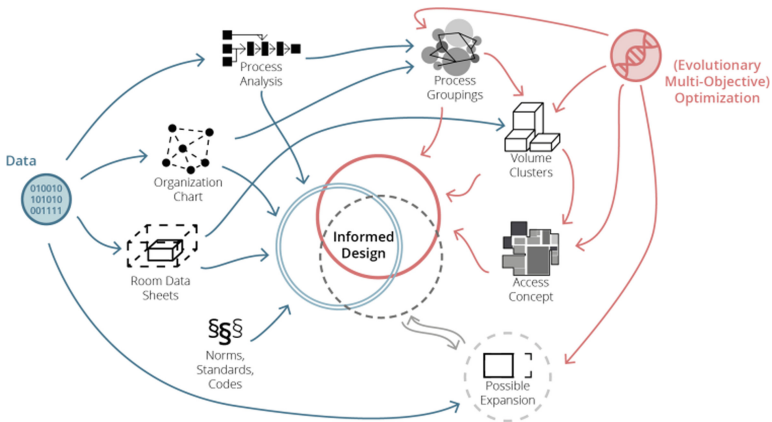 Process
Analysis
Process
Groupings
(Evolutionary
Multi-Objective)
Optimization
Data
010010
101010
001111
Organization
Chart
Volume
Clusters
Informed
Design
Room Data
Sheets
Access
Concept
§§§
Norms,
Standards,
Codes
Possible
Expansion